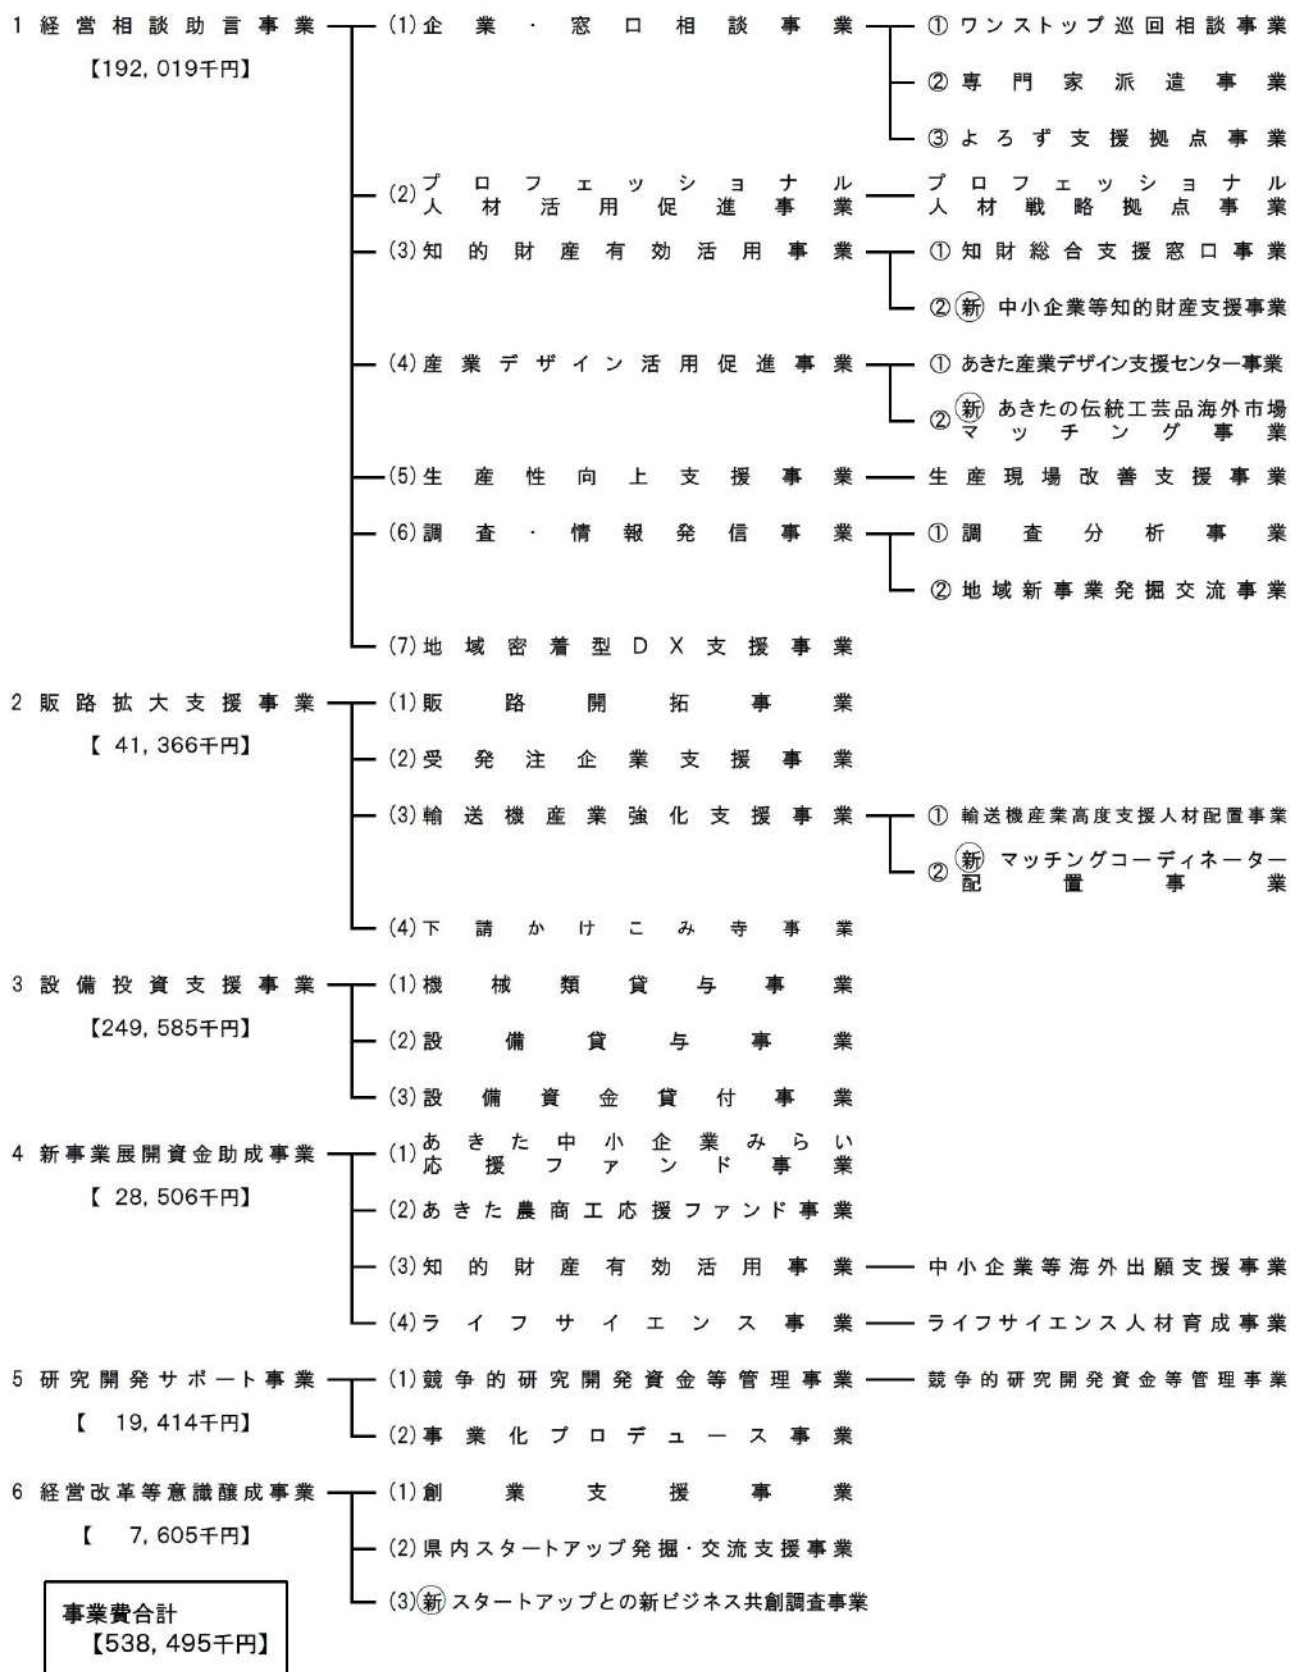 1 経営相談助言事業 (1)企業・窓口相談事業 ①ワンストップ巡回相談事業
【192,019千円】
②専門家派遣事業
③よろず支援拠点事業
(2)プロフェッショナル人材活用促進事業 プロフェッショナル人材戦略拠点事業
(3)知的財産有効活用事業 ①知財総合支援窓口事業
②新 中小企業等知的財産支援事業
(4)産業デザイン活用促進事業 ①あきた産業デザイン支援センター事業
②新 あきたの伝統工芸品海外市場
マッチング事業
(5)生産性向上支援事業 生産現場改善支援事業
(6)調査・情報発信事業 ①調査分析事業
②地域新事業発掘交流事業
(7)地域密着型DX支援事業
2 販路拡大支援事業 (1)販路開拓事業
【 41,366千円】
(2)受発注企業支援事業
(3)輸送機産業強化支援事業 ①輸送機産業高度支援人材配置事業
②新 マッチングコーディネーター
配置事業
(4)下請かけこみ寺事業
3 設備投資支援事業 (1)機械類貸与事業
【249,585千円】
(2)設備貸与事業
(3)設備資金貸付事業
4 新事業展開資金助成事業 (1)あきた中小企業みらい応援ファンド事業
【 28,506千円】
(2)あきた農商工応援ファンド事業
(3)知的財産有効活用事業 中小企業等海外出願支援事業
(4)ライフサイエンス事業 ライフサイエンス人材育成事業
5 研究開発サポート事業 (1)競争的研究開発資金等管理事業 競争的研究開発資金等管理事業
【 19,414千円】
(2)事業化プロデュース事業
6 経営改革等意識醸成事業 (1)創業支援事業
【 7,605千円】
(2)県内スタートアップ発掘・交流支援事業
(3)新 スタートアップとの新ビジネス共創調査事業
事業費合計
【538,495千円】